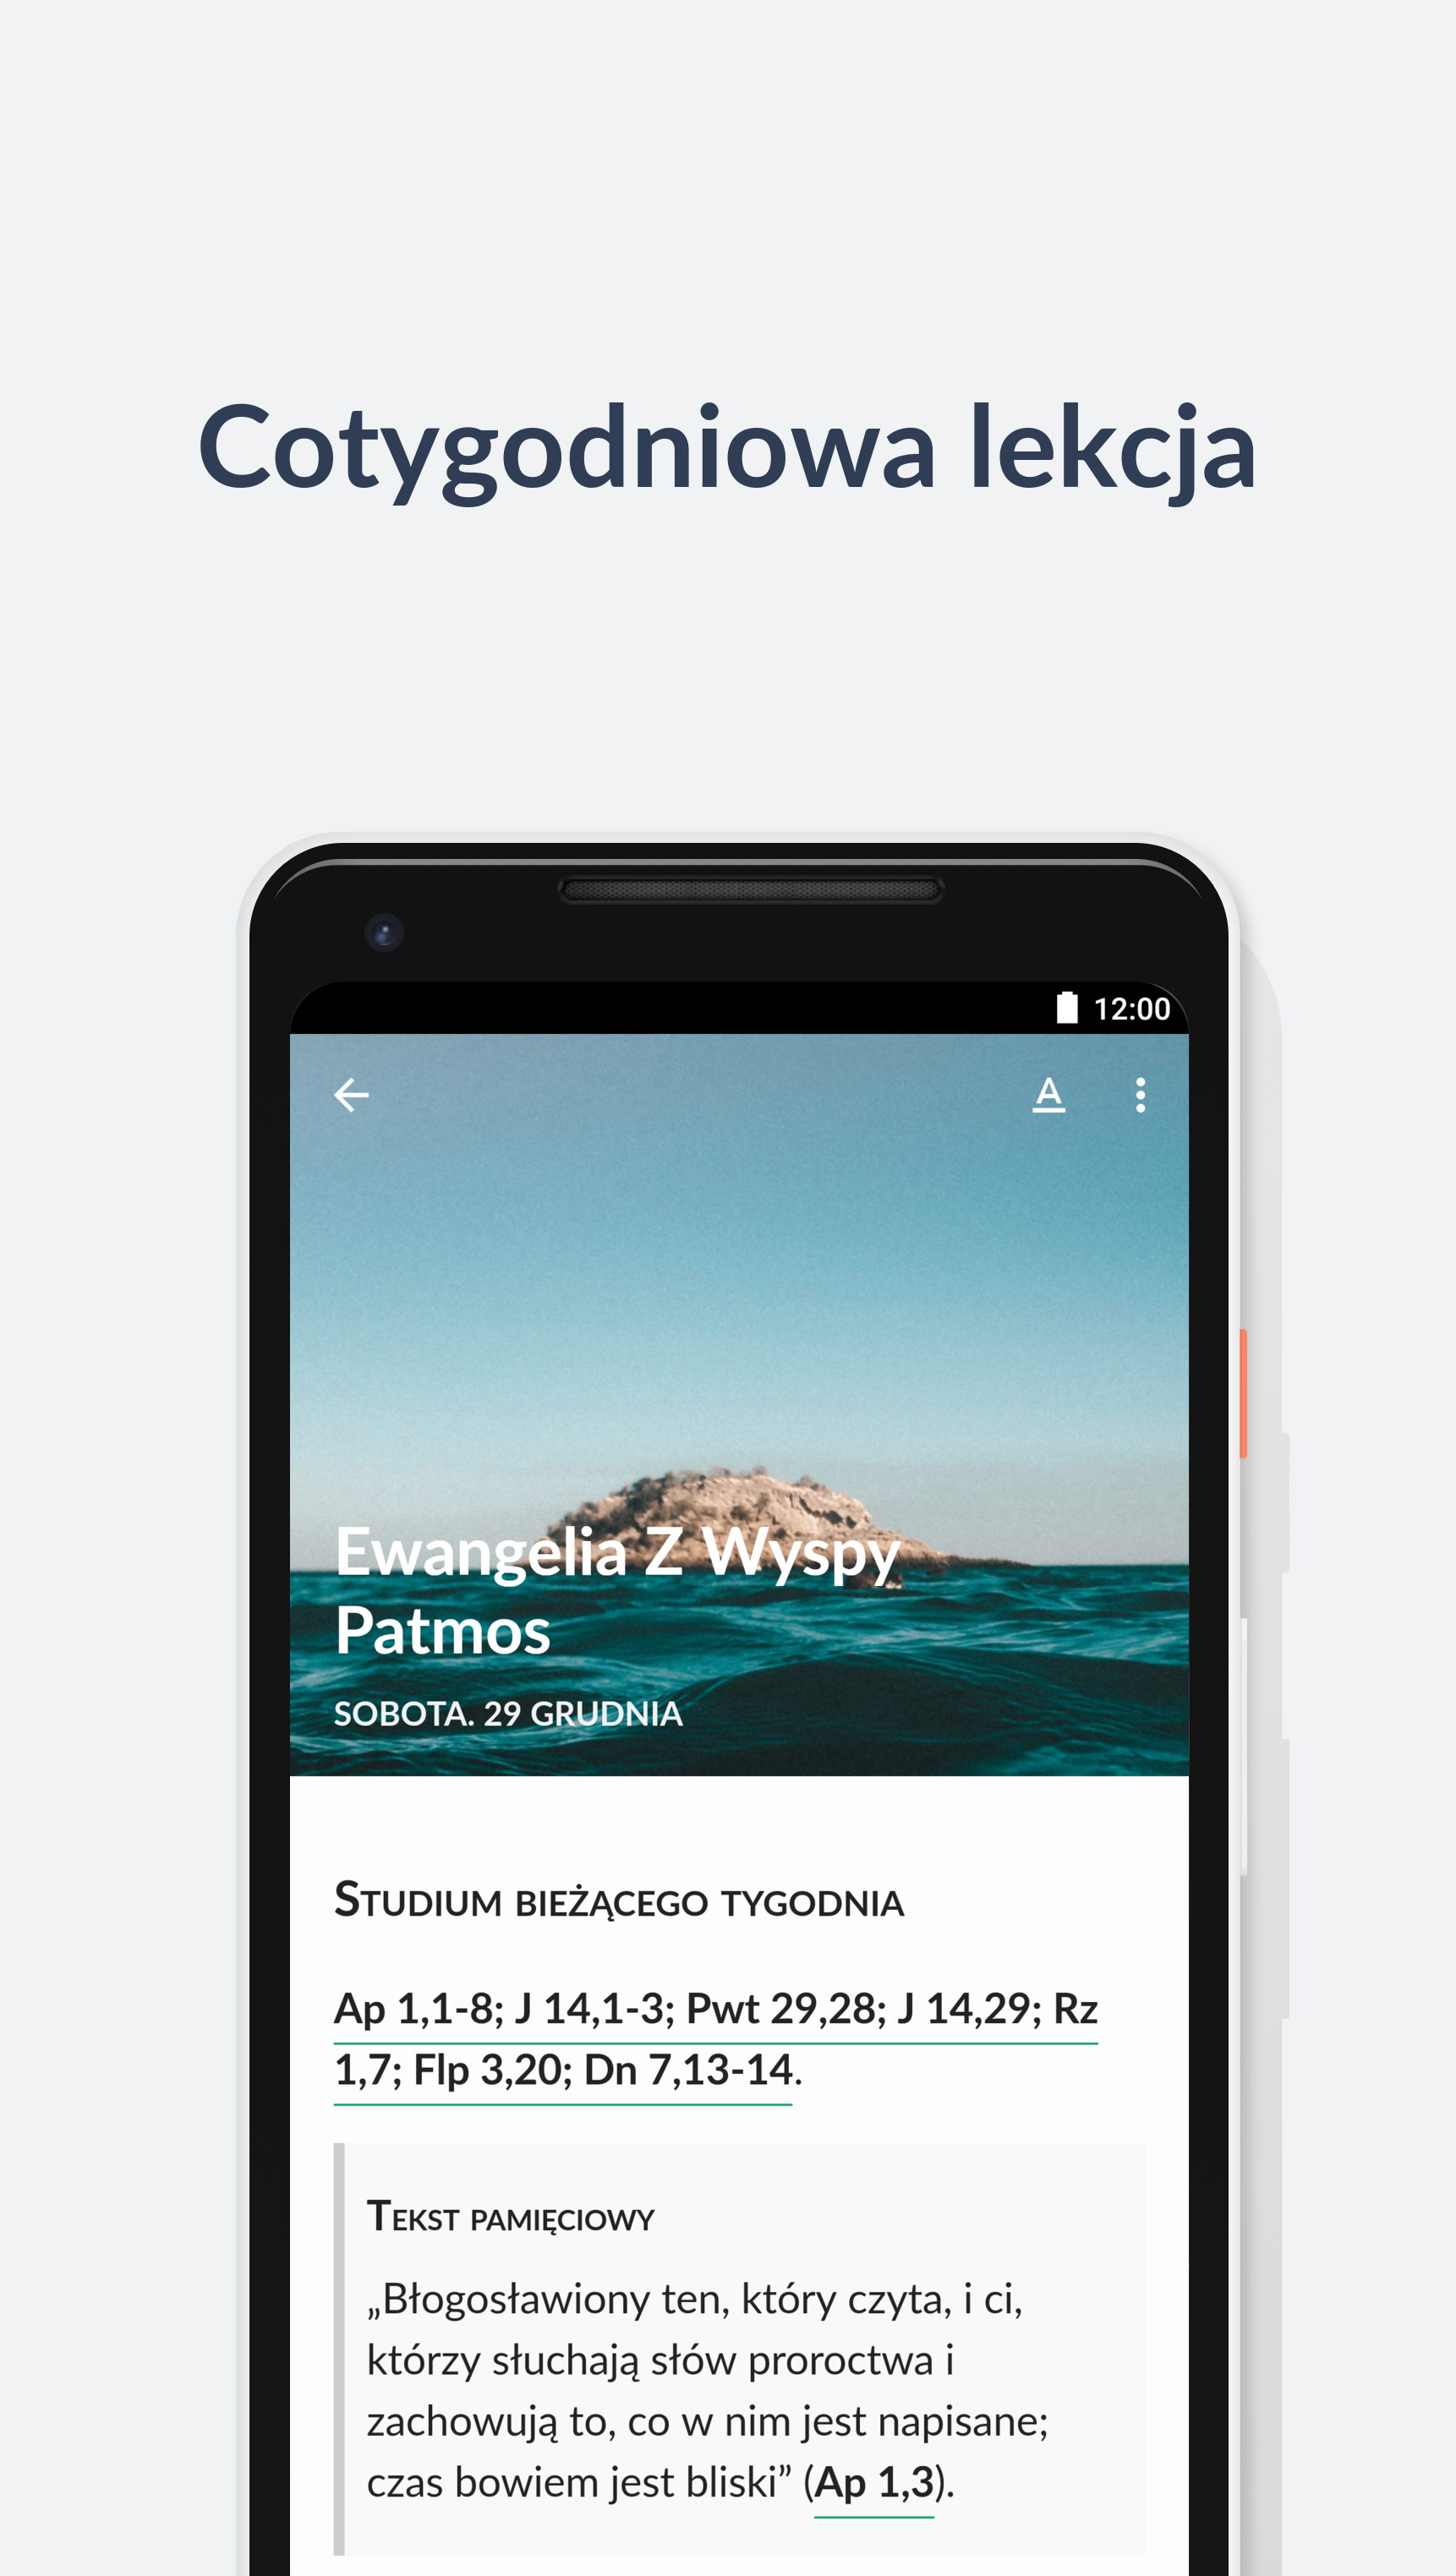 Cotygodniowa lekcja
12:00
A
Ewangelia Z Wyspy
Patmos
SOBOTA. 29 GRUDNIA
Studium bieżącego tygodnia
Ap 1,1-8; J 14,1-3; Pwt 29,28; J 14,29; Rz
1,7; Flp 3,20; Dn 7,13-14.
Tekst pamięciowy
„Błogosławiony ten, który czyta, i ci,
którzy słuchają słów proroctwa i
zachowują to, co w nim jest napisane;
czas bowiem jest bliski” (Ap 1,3).